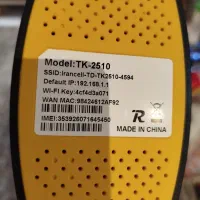 Model:TK-2510
SSID:Irancell-TD-TK2510-4594
Default IP:192.168.1.1
Wi-Fi Key:4cf4d3a071
WAN MAC:98424612AF92
IMEI:353926071645450
R
MADE IN CHINA